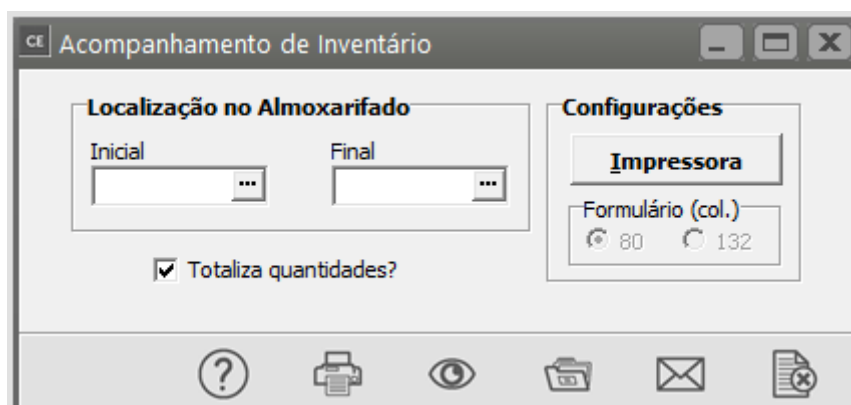 CE Acompanhamento de Inventário
Localização no Almoxarifado
Inicial Final
... ...
Totaliza quantidades?
Configurações
Impressora
Formulário (col.)
80 132
?